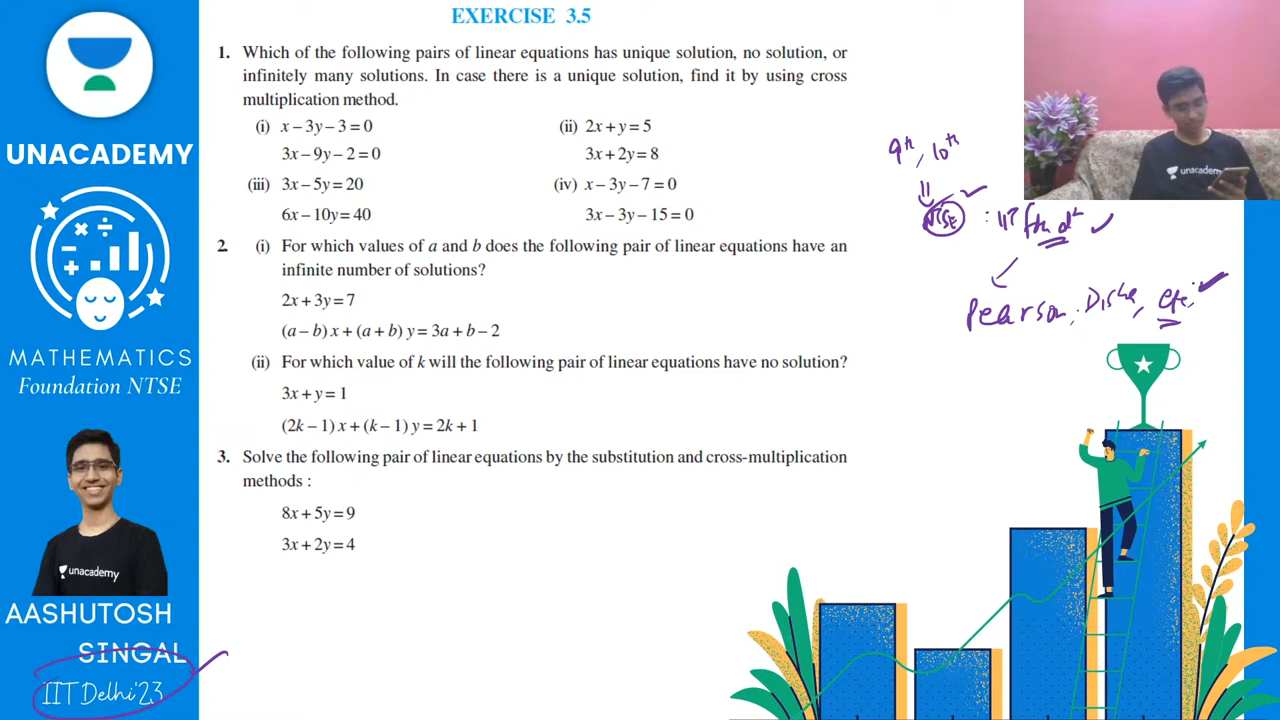 EXERCISE 3.5
1. Which of the following pairs of linear equations has unique solution, no solution, or
infinitely many solutions. In case there is a unique solution, find it by using cross
multiplication method.
(i) x – 3y – 3 = 0 (ii) 2x + y = 5
3x – 9y – 2 = 0 3x + 2y = 8
(iii) 3x – 5y = 20 (iv) x – 3y – 7 = 0
6x – 10y = 40 3x – 3y – 15 = 0
2. (i) For which values of a and b does the following pair of linear equations have an
infinite number of solutions?
2x + 3y = 7
(a – b) x + (a + b) y = 3a + b – 2
(ii) For which value of k will the following pair of linear equations have no solution?
3x + y = 1
(2k – 1) x + (k – 1) y = 2k + 1
3. Solve the following pair of linear equations by the substitution and cross-multiplication
methods :
8x + 5y = 9
3x + 2y = 4
UNACADEMY
MATHEMATICS
Foundation NTSE
unacademy
AASHUTOSH
SINGAL
IIT Delhi'23
unacademy
9th, 10th
NTSE : IIT
Pearson, Disha, etc.